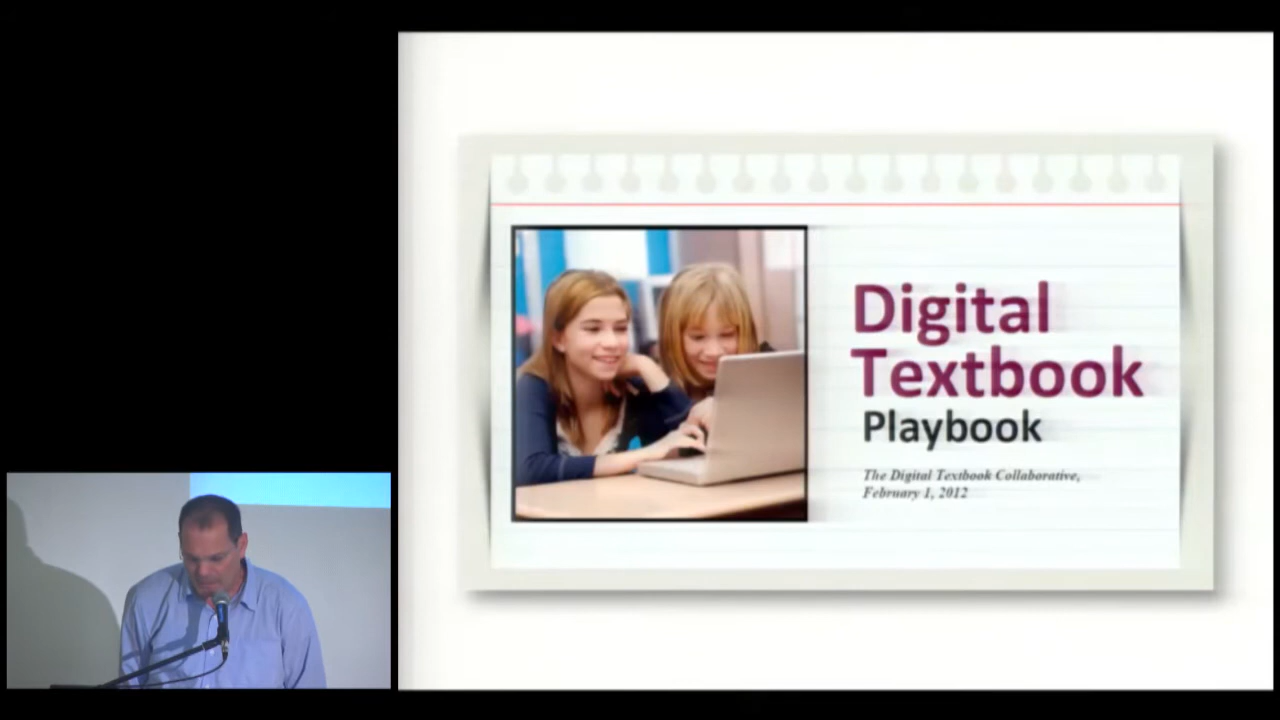 Digital
Textbook
Playbook
The Digital Textbook Collaborative,
February 1, 2012